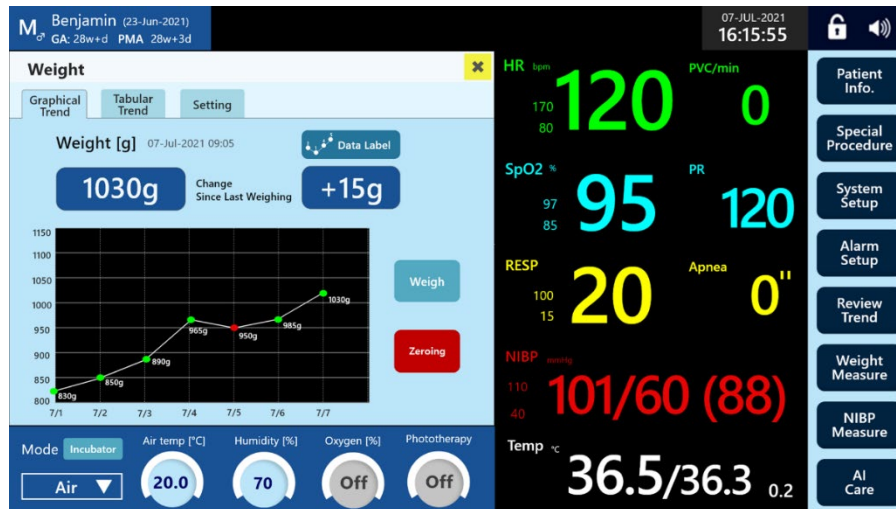 M♂ Benjamin (23-Jun-2021)
GA: 28w+d PMA 28w+3d
07-JUL-2021
16:15:55
Weight
Graphical Trend
Tabular Trend
Setting
Weight [g] 07-Jul-2021 09:05
Data Label
1030g
Change
Since Last Weighing
+15g
1150
1100
1050
1000
950
900
850
800
830g
850g
890g
965g
950g
985g
1030g
7/1 7/2 7/3 7/4 7/5 7/6 7/7
Weigh
Zeroing
Mode Incubator
Air
Air temp [°C]
20.0
Humidity [%]
70
Oxygen [%]
Off
Phototherapy
Off
HR bpm
170
80
120
PVC/min
0
SpO2 %
97
85
95
PR
120
RESP
100
15
20
Apnea
0"
NIBP mmHg
110
40
101/60 (88)
Temp °C
36.5/36.3 0.2
Patient
Info.
Special
Procedure
System
Setup
Alarm
Setup
Review
Trend
Weight
Measure
NIBP
Measure
AI
Care